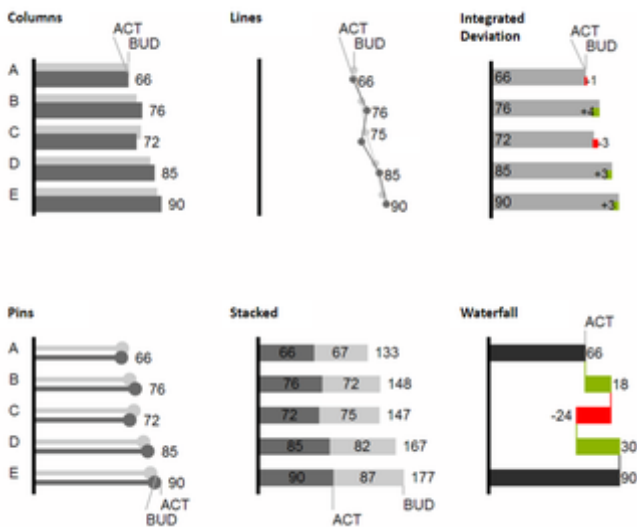 Columns
ACT
BUD
A
66
B
76
C
72
D
85
E
90
Lines
ACT
BUD
66
76
75
85
90
Integrated
Deviation
ACT
BUD
66
-1
76
+4
72
-3
85
+3
90
+3
Pins
A
66
B
76
C
72
D
85
E
90
ACT
BUD
Stacked
66 67 133
76 72 148
72 75 147
85 82 167
90 87 177
ACT
BUD
Waterfall
ACT
66
18
-24
30
90